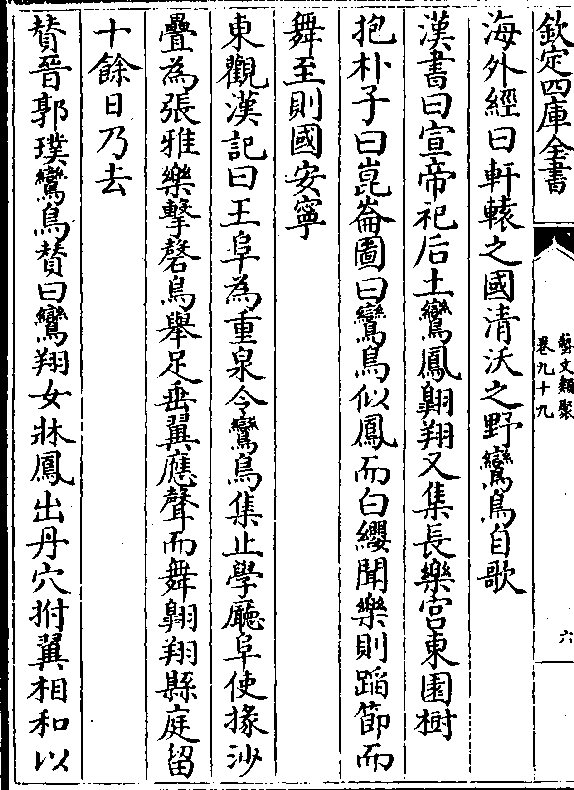 欽定四庫全書
藝文類聚
卷九十九
六
海外經曰軒轅之國清沃之野鸞鳥自歌
漢書曰宣帝祀后土鸞鳳翺翔又集長樂宮東園樹
抱朴子曰崑崙圖曰鸞鳥似鳳而白纓聞樂則蹈節而
舞至則國安寧
東觀漢記曰王阜為重泉令鸞鳥集止學廳阜使掾沙
疊為張雅樂擊磬鳥舉足垂翼應聲而舞翺翔縣庭留
十餘日乃去
賛晉郭璞鸞鳥賛曰鸞翔女牀鳳出丹穴拊翼相和以